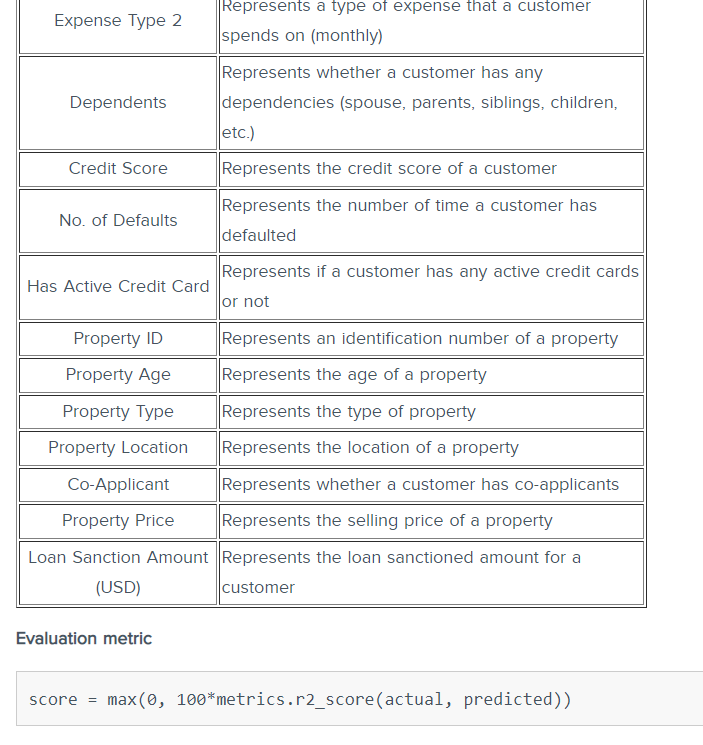 Represents a type of expense that a customer
Expense Type 2
spends on (monthly)
Represents whether a customer has any
Dependents
dependencies (spouse, parents, siblings, children,
etc.)
Credit Score
Represents the credit score of a customer
No. of Defaults
Represents the number of time a customer has
defaulted
Has Active Credit Card
Represents if a customer has any active credit cards
or not
Property ID
Represents an identification number of a property
Property Age
Represents the age of a property
Property Type
Represents the type of property
Property Location
Represents the location of a property
Co-Applicant
Represents whether a customer has co-applicants
Property Price
Represents the selling price of a property
Loan Sanction Amount
(USD)
Represents the loan sanctioned amount for a
customer
Evaluation metric
score = max(0, 100*metrics.r2_score(actual, predicted))